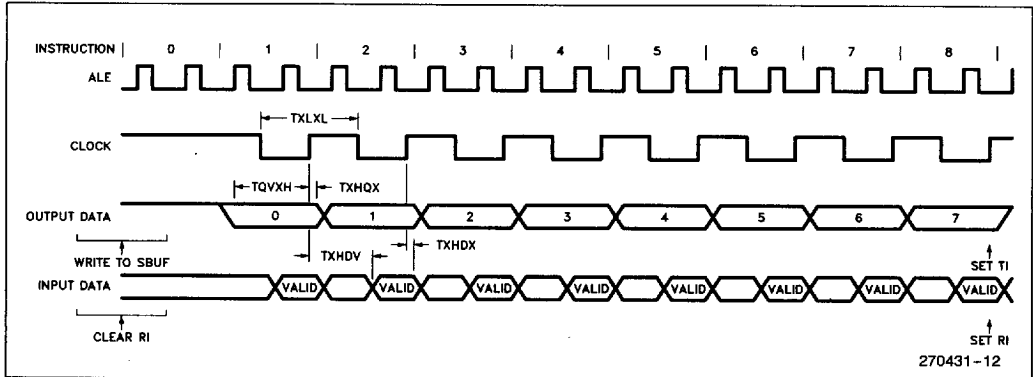 INSTRUCTION | 0 | 1 | 2 | 3 | 4 | 5 | 6 | 7 | 8 |
ALE
TXLXL
CLOCK
TQVXH TXHQX
OUTPUT DATA 0 1 2 3 4 5 6 7
TXHDV TXHDX
WRITE TO SBUF SET TI
INPUT DATA VALID VALID VALID VALID VALID VALID VALID VALID
CLEAR RI SET RI
270431-12